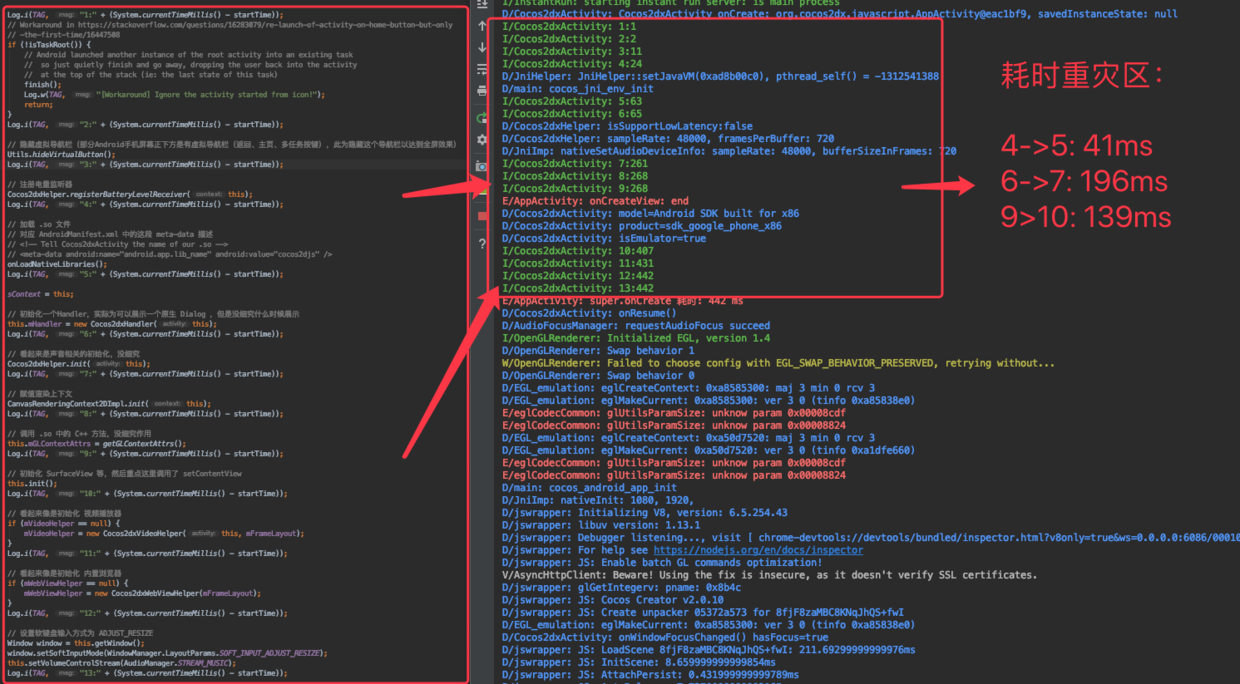 Log.i(TAG, msg: "1:" + (System.currentTimeMillis() - startTime));
// Workaround in https://stackoverflow.com/questions/16283079/re-launch-of-activity-on-home-button-but-only
// -the-first-time/16447508
if (!isTaskRoot()) {
// Android launched another instance of the root activity into an existing task
// so just quietly finish and go away, dropping the user back into the activity
// at the top of the stack (ie: the last state of this task)
finish();
Log.w(TAG, msg: "[Workaround] Ignore the activity started from icon!");
return;
}
Log.i(TAG, msg: "2:" + (System.currentTimeMillis() - startTime));
// 隐藏虚拟导航栏（部分Android手机屏幕正下方是有虚拟导航栏（返回、主页、多任务按键），此为隐藏这个导航栏以达到全屏效果）
Utils.hideVirtualButton();
Log.i(TAG, msg: "3:" + (System.currentTimeMillis() - startTime));
// 注册电量监听器
Cocos2dxHelper.registerBatteryLevelReceiver( context: this);
Log.i(TAG, msg: "4:" + (System.currentTimeMillis() - startTime));
// 加载 .so 文件
// 对应 AndroidManifest.xml 中的这段 meta-data 描述
// <!-- Tell Cocos2dxActivity the name of our .so -->
// <meta-data android:name="android.app.lib_name" android:value="cocos2djs" />
onLoadNativeLibraries();
Log.i(TAG, msg: "5:" + (System.currentTimeMillis() - startTime));
sContext = this;
// 初始化一个Handler，实际为可以展示一个原生 Dialog ，但是没细究什么时候展示
this.mHandler = new Cocos2dxHandler( activity: this);
Log.i(TAG, msg: "6:" + (System.currentTimeMillis() - startTime));
// 看起来是声音相关的初始化，没细究
Cocos2dxHelper.init( activity: this);
Log.i(TAG, msg: "7:" + (System.currentTimeMillis() - startTime));
// 赋值渲染上下文
CanvasRenderingContext2DImpl.init( context: this);
Log.i(TAG, msg: "8:" + (System.currentTimeMillis() - startTime));
// 调用 .so 中的 C++ 方法，没细究作用
this.mGLContextAttrs = getGLContextAttrs();
Log.i(TAG, msg: "9:" + (System.currentTimeMillis() - startTime));
// 初始化 SurfaceView 等，然后重点这里调用了 setContentView
this.init();
Log.i(TAG, msg: "10:" + (System.currentTimeMillis() - startTime));
// 看起来像是初始化 视频播放器
if (mVideoHelper == null) {
mVideoHelper = new Cocos2dxVideoHelper( activity: this, mFrameLayout);
}
Log.i(TAG, msg: "11:" + (System.currentTimeMillis() - startTime));
// 看起来像是初始化 内置浏览器
if (mWebViewHelper == null) {
mWebViewHelper = new Cocos2dxWebViewHelper(mFrameLayout);
}
Log.i(TAG, msg: "12:" + (System.currentTimeMillis() - startTime));
// 设置软键盘输入方式为 ADJUST_RESIZE
Window window = this.getWindow();
window.setSoftInputMode(WindowManager.LayoutParams.SOFT_INPUT_ADJUST_RESIZE);
this.setVolumeControlStream(AudioManager.STREAM_MUSIC);
Log.i(TAG, msg: "13:" + (System.currentTimeMillis() - startTime));
I/InstantRun: starting instant run server: is main process
D/Cocos2dxActivity: Cocos2dxActivity onCreate: org.cocos2dx.javascript.AppActivity@eac1bf9, savedInstanceState: null
I/Cocos2dxActivity: 1:1
I/Cocos2dxActivity: 2:2
I/Cocos2dxActivity: 3:11
I/Cocos2dxActivity: 4:24
D/JniHelper: JniHelper::setJavaVM(0xad8b00c0), pthread_self() = -1312541388
D/main: cocos_jni_env_init
I/Cocos2dxActivity: 5:63
I/Cocos2dxActivity: 6:65
D/Cocos2dxHelper: isSupportLowLatency:false
D/Cocos2dxHelper: sampleRate: 48000, framesPerBuffer: 720
D/JniImp: nativeSetAudioDeviceInfo: sampleRate: 48000, bufferSizeInFrames: 720
I/Cocos2dxActivity: 7:261
I/Cocos2dxActivity: 8:268
I/Cocos2dxActivity: 9:268
E/AppActivity: onCreateView: end
D/Cocos2dxActivity: model=Android SDK built for x86
D/Cocos2dxActivity: product=sdk_google_phone_x86
D/Cocos2dxActivity: isEmulator=true
I/Cocos2dxActivity: 10:407
I/Cocos2dxActivity: 11:431
I/Cocos2dxActivity: 12:442
I/Cocos2dxActivity: 13:442
E/AppActivity: super.onCreate 耗时: 442 ms
D/Cocos2dxActivity: onResume()
D/AudioFocusManager: requestAudioFocus succeed
I/OpenGLRenderer: Initialized EGL, version 1.4
D/OpenGLRenderer: Swap behavior 1
W/OpenGLRenderer: Failed to choose config with EGL_SWAP_BEHAVIOR_PRESERVED, retrying without...
D/OpenGLRenderer: Swap behavior 0
D/EGL_emulation: eglCreateContext: 0xa8585300: maj 3 min 0 rcv 3
D/EGL_emulation: eglMakeCurrent: 0xa8585300: ver 3 0 (tinfo 0xa85838e0)
E/eglCodecCommon: glUtilsParamSize: unknow param 0x00008cdf
E/eglCodecCommon: glUtilsParamSize: unknow param 0x00008824
D/EGL_emulation: eglCreateContext: 0xa50d7520: maj 3 min 0 rcv 3
D/EGL_emulation: eglMakeCurrent: 0xa50d7520: ver 3 0 (tinfo 0xa1dfe660)
E/eglCodecCommon: glUtilsParamSize: unknow param 0x00008cdf
E/eglCodecCommon: glUtilsParamSize: unknow param 0x00008824
D/main: cocos_android_app_init
D/JniImp: nativeInit: 1080, 1920,
D/jswrapper: Initializing V8, version: 6.5.254.43
D/jswrapper: libuv version: 1.13.1
D/jswrapper: Debugger listening..., visit [ chrome-devtools://devtools/bundled/inspector.html?v8only=true&ws=0.0.0.0:6086/00010
D/jswrapper: For help see https://nodejs.org/en/docs/inspector
D/jswrapper: JS: Enable batch GL commands optimization!
V/AsyncHttpClient: Beware! Using the fix is insecure, as it doesn't verify SSL certificates.
D/jswrapper: glGetIntegerv: pname: 0x8b4c
D/jswrapper: JS: Cocos Creator v2.0.10
D/jswrapper: JS: Create unpacker 05372a573 for 8fjF8zaMBC8KNqJhQS+fwI
D/EGL_emulation: eglMakeCurrent: 0xa8585300: ver 3 0 (tinfo 0xa85838e0)
D/Cocos2dxActivity: onWindowFocusChanged() hasFocus=true
D/jswrapper: JS: LoadScene 8fjF8zaMBC8KNqJhQS+fwI: 211.69299999999976ms
D/jswrapper: JS: InitScene: 8.659999999999854ms
D/jswrapper: JS: AttachPersist: 0.431999999999789ms
耗时重灾区：
4->5: 41ms
6->7: 196ms
9>10: 139ms